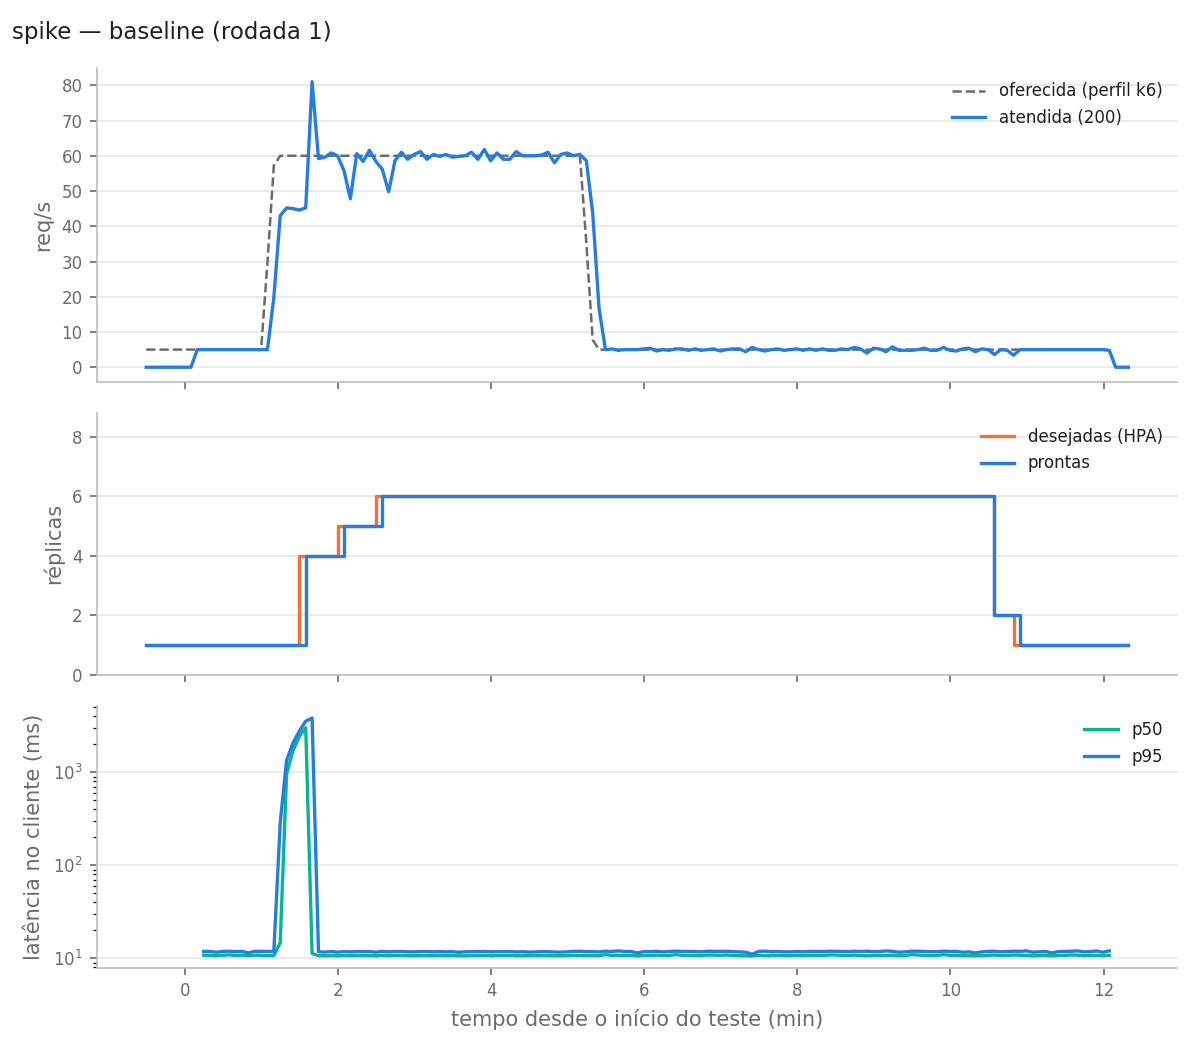 spike — baseline (rodada 1)
oferecida (perfil k6)
atendida (200)
req/s
80
70
60
50
40
30
20
10
0
desejadas (HPA)
prontas
réplicas
8
6
4
2
0
p50
p95
latência no cliente (ms)
10³
10²
10¹
0 2 4 6 8 10 12
tempo desde o início do teste (min)